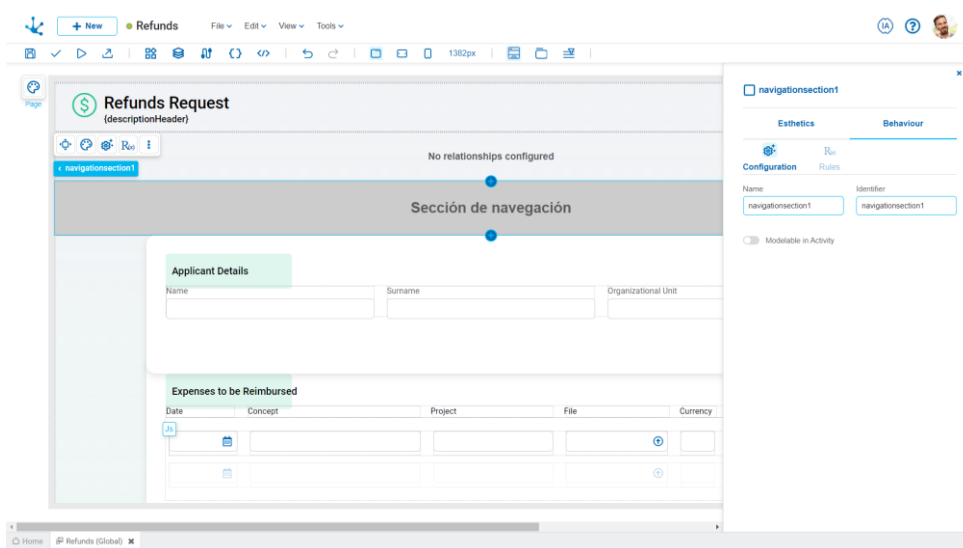 + New
Refunds
File
Edit
View
Tools
IA
?
1382px
Page
$
Refunds Request
{descriptionHeader}
R(x)
navigationsection1
No relationships configured
Sección de navegación
Applicant Details
Name
Surname
Organizational Unit
Expenses to be Reimbursed
Date
Concept
Project
File
Currency
Js
navigationsection1
Esthetics
Behaviour
R(x)
Configuration
Rules
Name
Identifier
navigationsection1
navigationsection1
Modelable in Activity
Home
Refunds (Global)